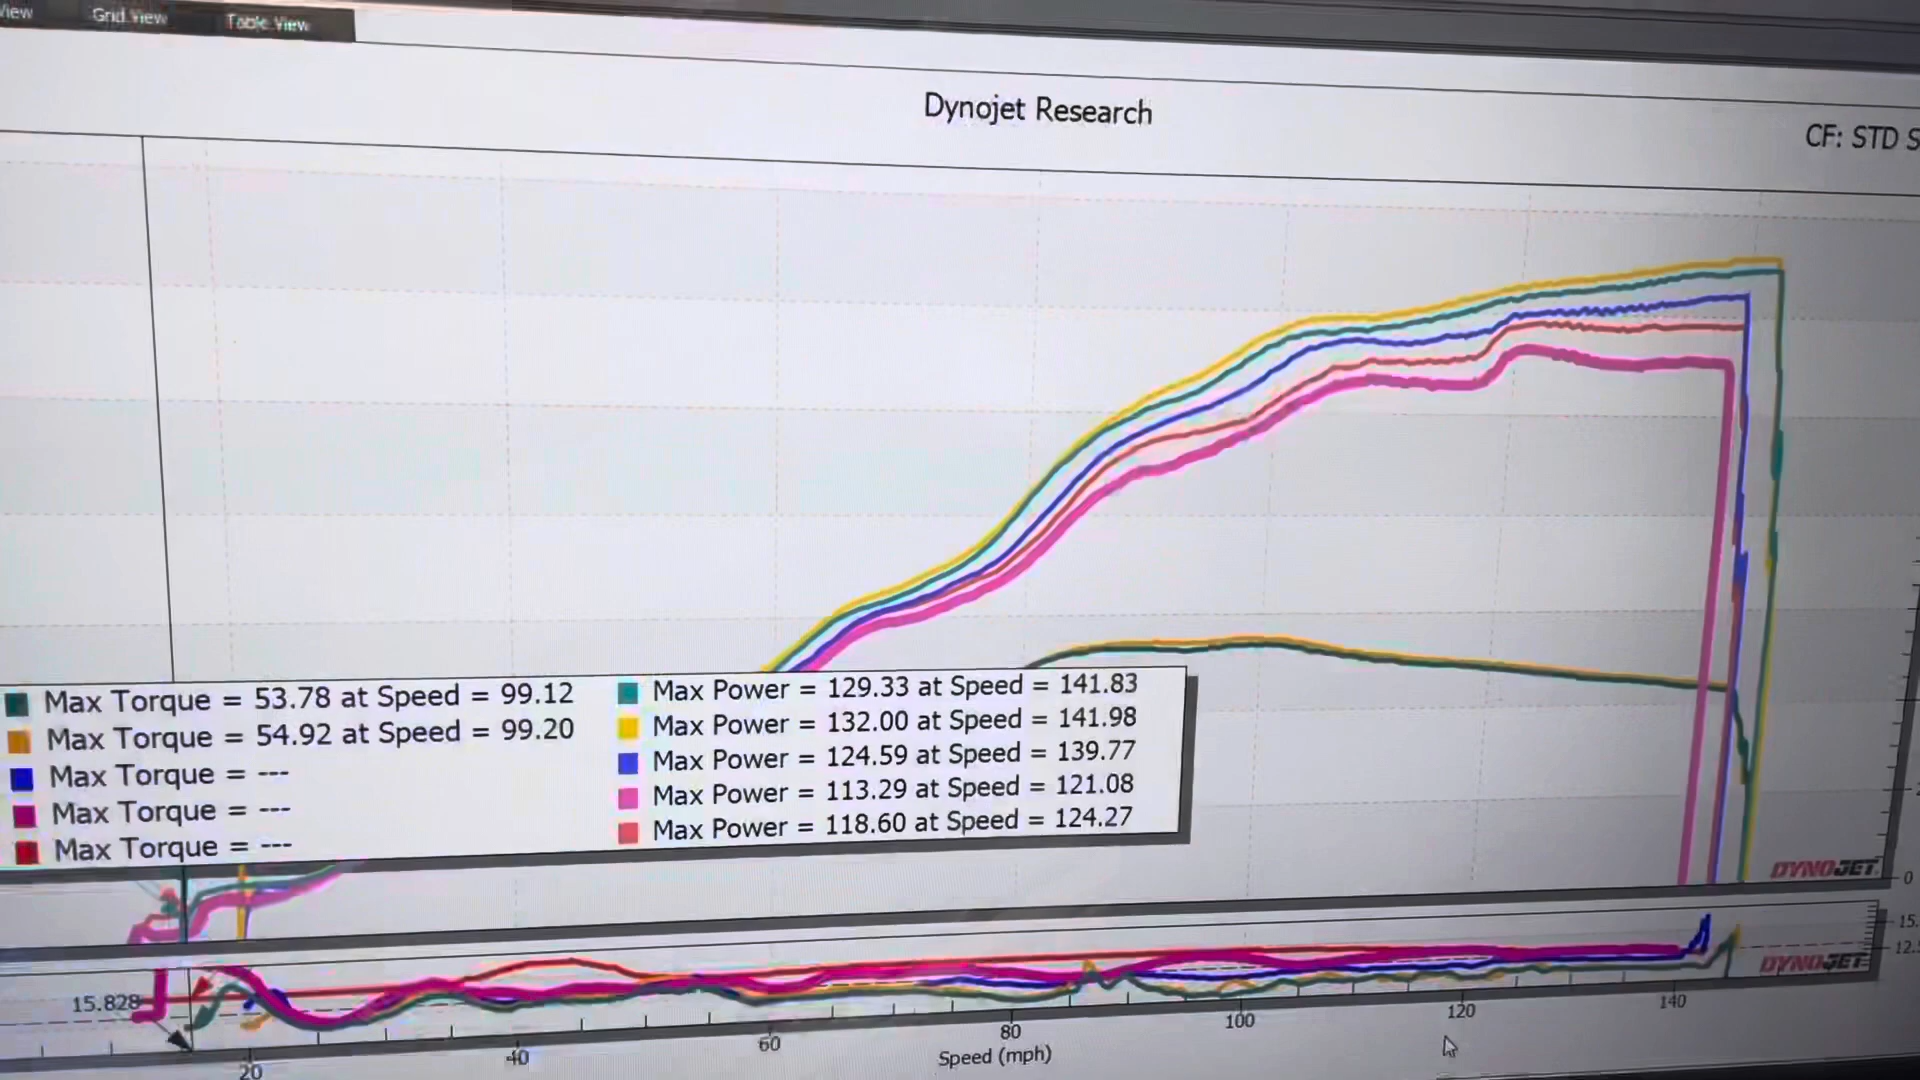 View Grid View Table View
Dynojet Research
CF: STD S
Max Torque = 53.78 at Speed = 99.12
Max Torque = 54.92 at Speed = 99.20
Max Torque = ---
Max Torque = ---
Max Torque = ---
Max Power = 129.33 at Speed = 141.83
Max Power = 132.00 at Speed = 141.98
Max Power = 124.59 at Speed = 139.77
Max Power = 113.29 at Speed = 121.08
Max Power = 118.60 at Speed = 124.27
DYNOJET
0
15.
12.5
DYNOJET
15.828
20 40 60 80 100 120 140
Speed (mph)